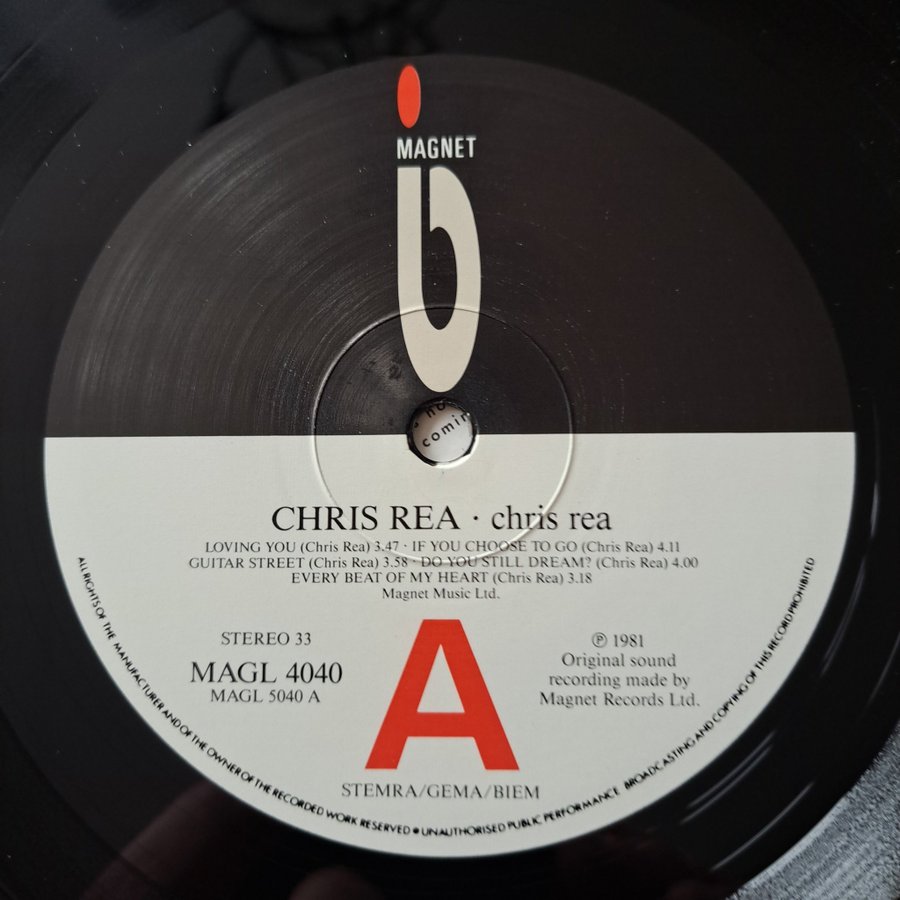 MAGNET
comin
CHRIS REA · chris rea
LOVING YOU (Chris Rea) 3.47 · IF YOU CHOOSE TO GO (Chris Rea) 4.11
GUITAR STREET (Chris Rea) 3.58 · DO YOU STILL DREAM? (Chris Rea) 4.00
EVERY BEAT OF MY HEART (Chris Rea) 3.18
Magnet Music Ltd.
STEREO 33
MAGL 4040
MAGL 5040 A
A
℗ 1981
Original sound
recording made by
Magnet Records Ltd.
STEMRA/GEMA/BIEM
ALL RIGHTS OF THE MANUFACTURER AND OF THE OWNER OF THE RECORDED WORK RESERVED ● UNAUTHORISED PUBLIC PERFORMANCE BROADCASTING AND COPYING OF THIS RECORD PROHIBITED